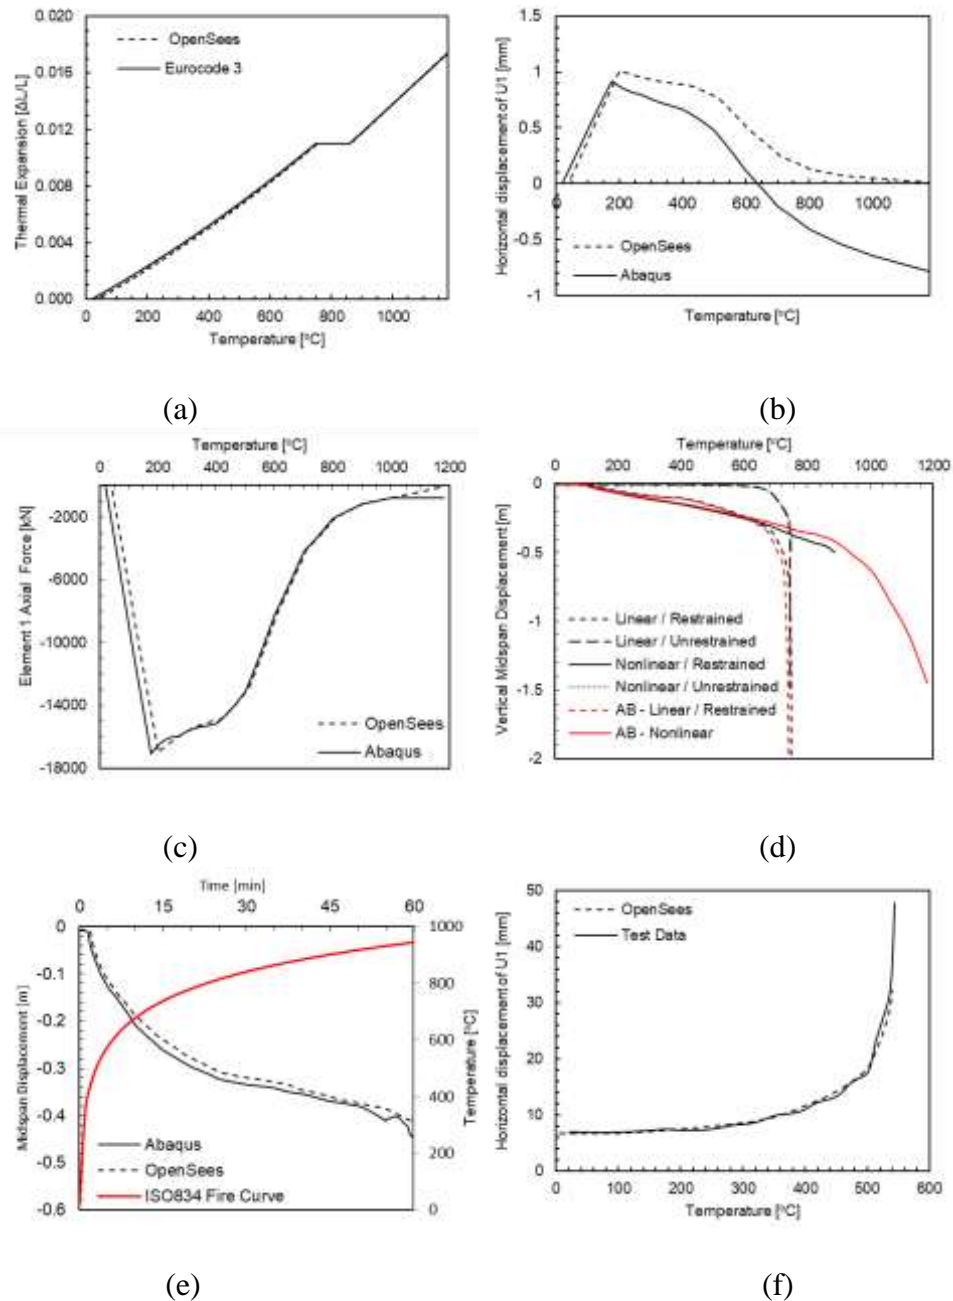 0.020
0.016
0.012
0.008
0.004
0.000
Thermal Expansion [ΔL/L]
OpenSees
Eurocode 3
0 200 400 600 800 1000
Temperature [ºC]
(a)
1.5
1
0.5
0
-0.5
-1
Horizontal displacement of U1 [mm]
0 200 400 600 800 1000
OpenSees
Abaqus
Temperature [ºC]
(b)
Temperature [ºC]
0 200 400 600 800 1000 1200
-2000
-6000
-10000
-14000
-18000
Element 1 Axial Force [kN]
OpenSees
Abaqus
(c)
Temperature [ºC]
0 200 400 600 800 1000 1200
0
-0.5
-1
-1.5
-2
Vertical Midspan Displacement [m]
Linear / Restrained
Linear / Unrestrained
Nonlinear / Restrained
Nonlinear / Unrestrained
AB - Linear / Restrained
AB - Nonlinear
(d)
Time [min]
0 15 30 45 60
0
-0.1
-0.2
-0.3
-0.4
-0.5
-0.6
Midspan Displacement [m]
Abaqus
OpenSees
ISO834 Fire Curve
1000
800
600
400
200
0
Temperature [ºC]
(e)
50
40
30
20
10
0
Horizontal displacement of U1 [mm]
OpenSees
Test Data
0 100 200 300 400 500 600
Temperature [ºC]
(f)